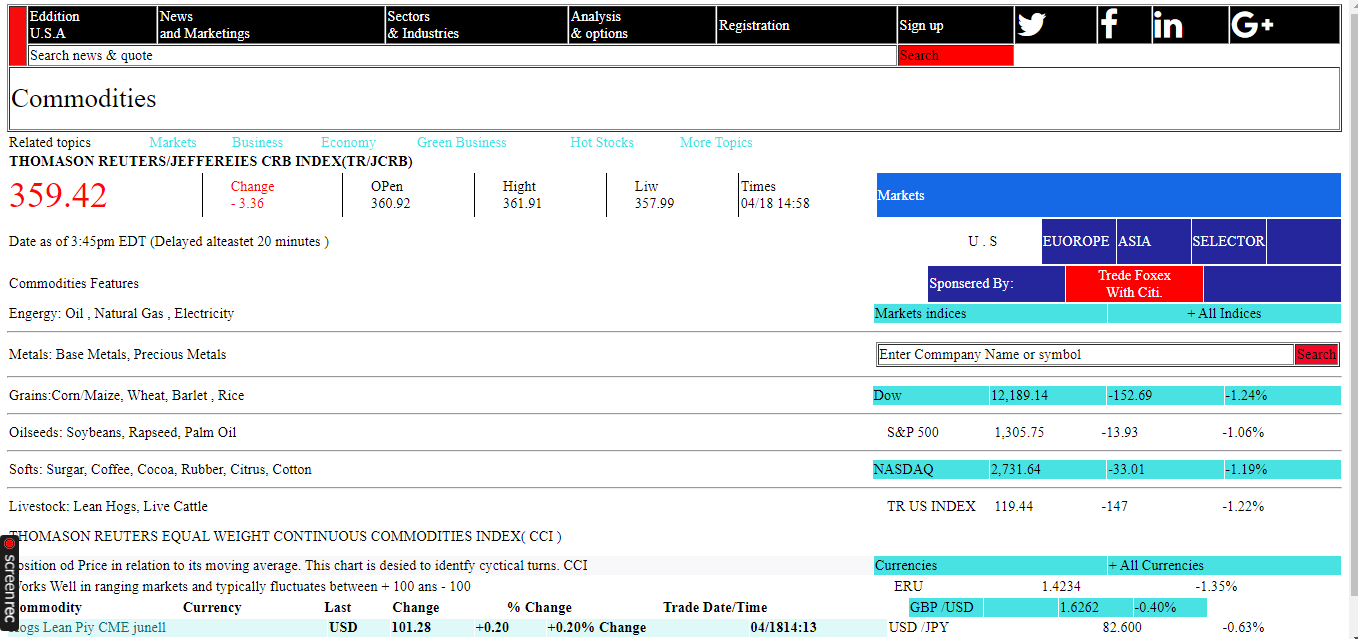 Eddition
U.S.A
News
and Marketings
Sectors
& Industries
Analysis
& options
Registration
Sign up
f
in
G+
Search news & quote
Search
Commodities
Related topics Markets Business Economy Green Business Hot Stocks More Topics
THOMASON REUTERS/JEFFEREIES CRB INDEX(TR/JCRB)
359.42
Change
- 3.36
OPen
360.92
Hight
361.91
Liw
357.99
Times
04/18 14:58
Markets
Date as of 3:45pm EDT (Delayed alteastet 20 minutes )
U . S EUOROPE ASIA SELECTOR
Commodities Features
Sponsered By:
Trede Foxex
With Citi.
Engergy: Oil , Natural Gas , Electricity
Markets indices + All Indices
Metals: Base Metals, Precious Metals
Enter Commpany Name or symbol Search
Grains:Corn/Maize, Wheat, Barlet , Rice
Dow 12,189.14 -152.69 -1.24%
Oilseeds: Soybeans, Rapseed, Palm Oil
S&P 500 1,305.75 -13.93 -1.06%
Softs: Surgar, Coffee, Cocoa, Rubber, Citrus, Cotton
NASDAQ 2,731.64 -33.01 -1.19%
Livestock: Lean Hogs, Live Cattle
TR US INDEX 119.44 -147 -1.22%
THOMASON REUTERS EQUAL WEIGHT CONTINUOUS COMMODITIES INDEX( CCI )
osition od Price in relation to its moving average. This chart is desied to identfy cyctical turns. CCI
Currencies + All Currencies
Works Well in ranging markets and typically fluctuates between + 100 ans - 100
ERU 1.4234 -1.35%
ommodity Currency Last Change % Change Trade Date/Time
GBP /USD 1.6262 -0.40%
ogs Lean Piy CME junell USD 101.28 +0.20 +0.20% Change 04/1814:13
USD /JPY 82.600 -0.63%
screen rec